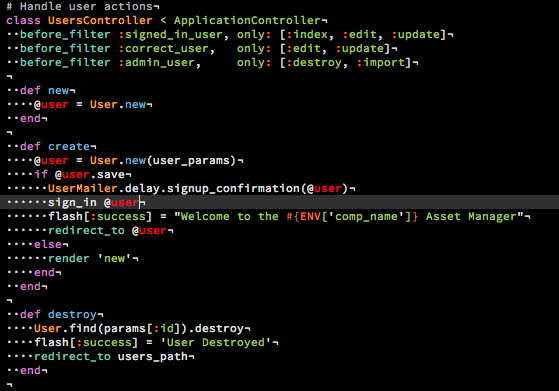 # Handle user actions¬
class UsersController < ApplicationController¬
··before_filter :signed_in_user, only: [:index, :edit, :update]¬
··before_filter :correct_user,   only: [:edit, :update]¬
··before_filter :admin_user,     only: [:destroy, :import]¬
¬
··def new¬
····@user = User.new¬
··end¬
¬
··def create¬
····@user = User.new(user_params)¬
····if @user.save¬
······UserMailer.delay.signup_confirmation(@user)¬
······sign_in @user¬
······flash[:success] = "Welcome to the #{ENV['comp_name']} Asset Manager"¬
······redirect_to @user¬
····else¬
······render 'new'¬
····end¬
··end¬
¬
··def destroy¬
····User.find(params[:id]).destroy¬
····flash[:success] = 'User Destroyed'¬
····redirect_to users_path¬
··end¬
¬